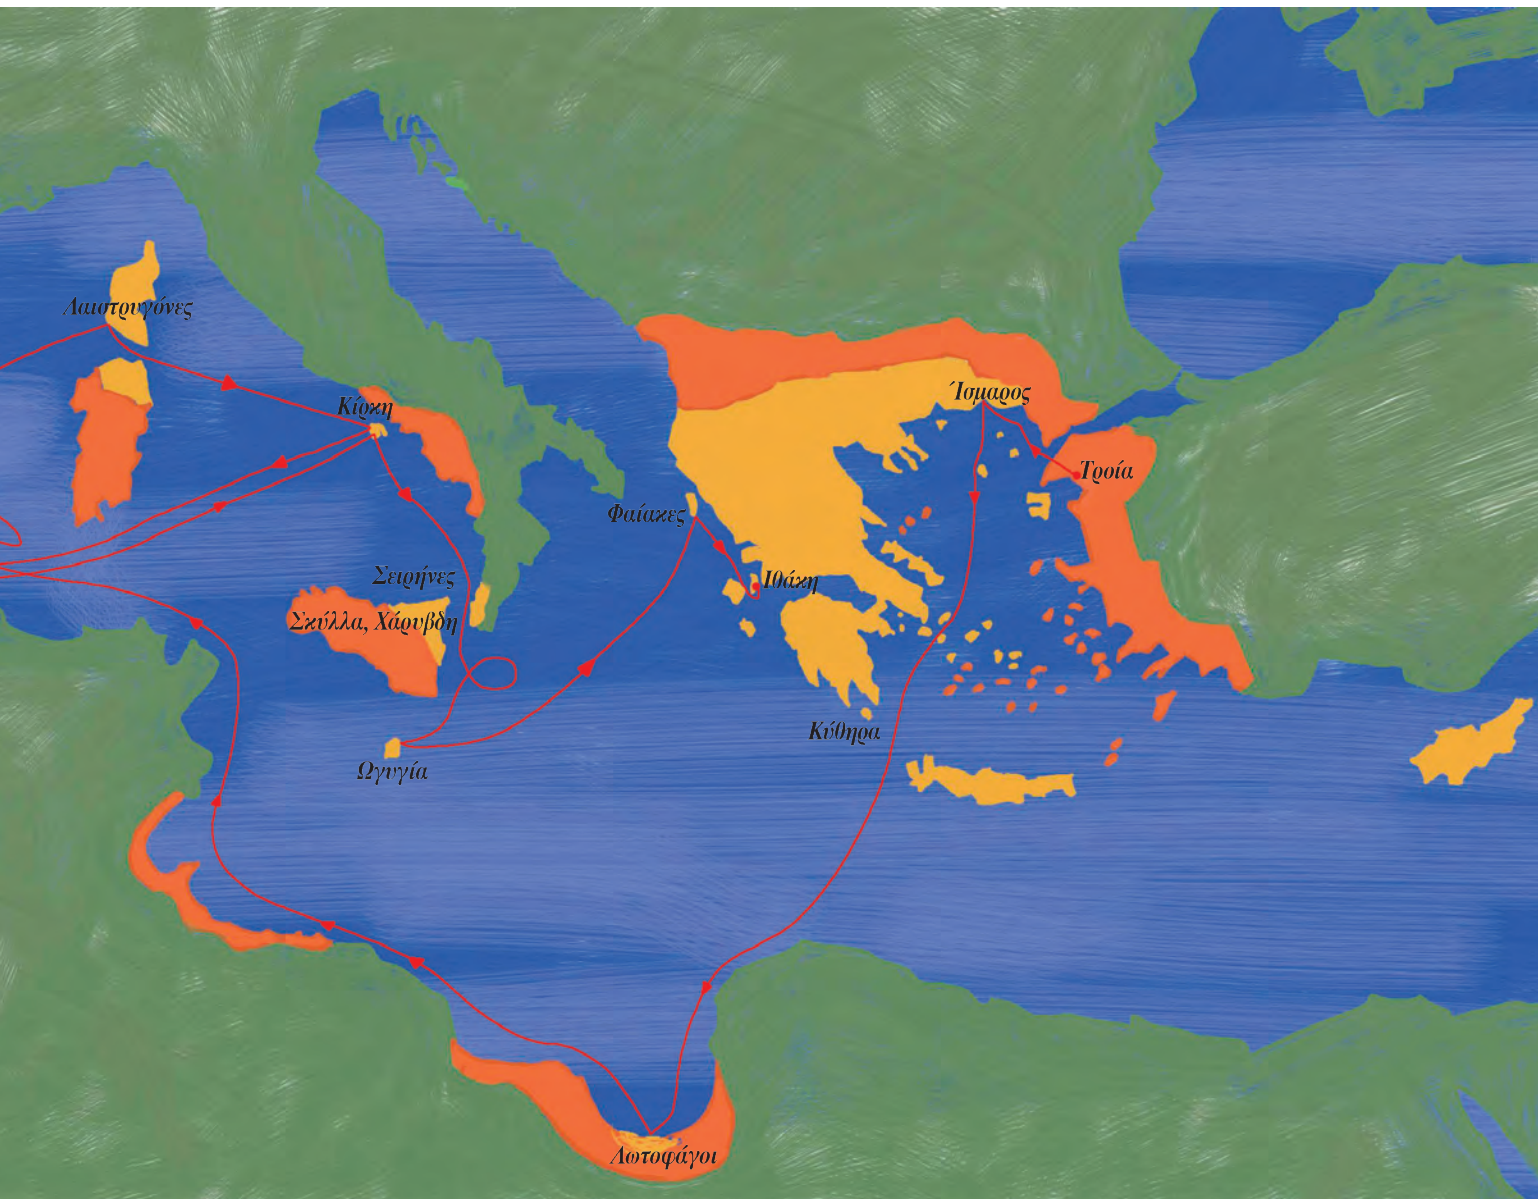 Λαιστρυγόνες
Ίσμαρος
Κίρκη
Τροία
Φαίακες
Σειρήνες
Ιθάκη
Σκύλλα, Χάρυβδη
Κύθηρα
Ωγυγία
Λωτοφάγοι